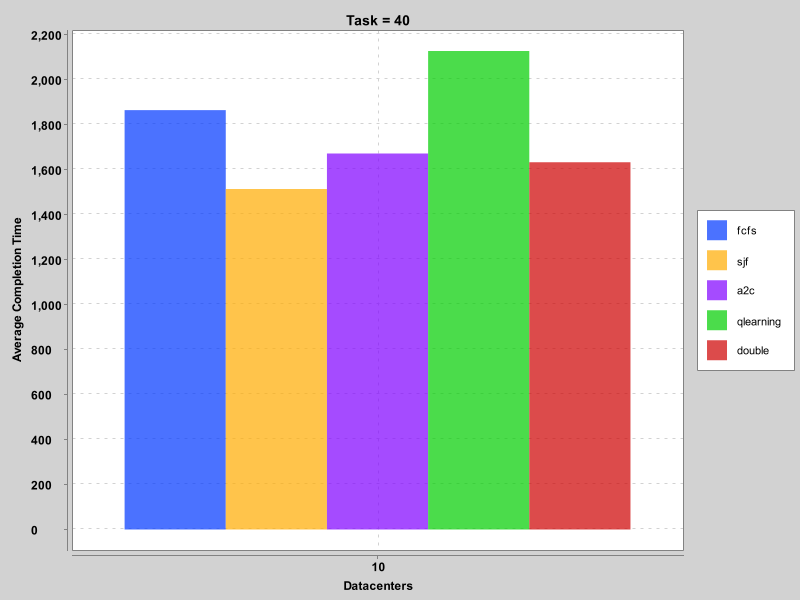 Task = 40
Average Completion Time
2,200
2,000
1,800
1,600
1,400
1,200
1,000
800
600
400
200
0
10
Datacenters
fcfs
sjf
a2c
qlearning
double